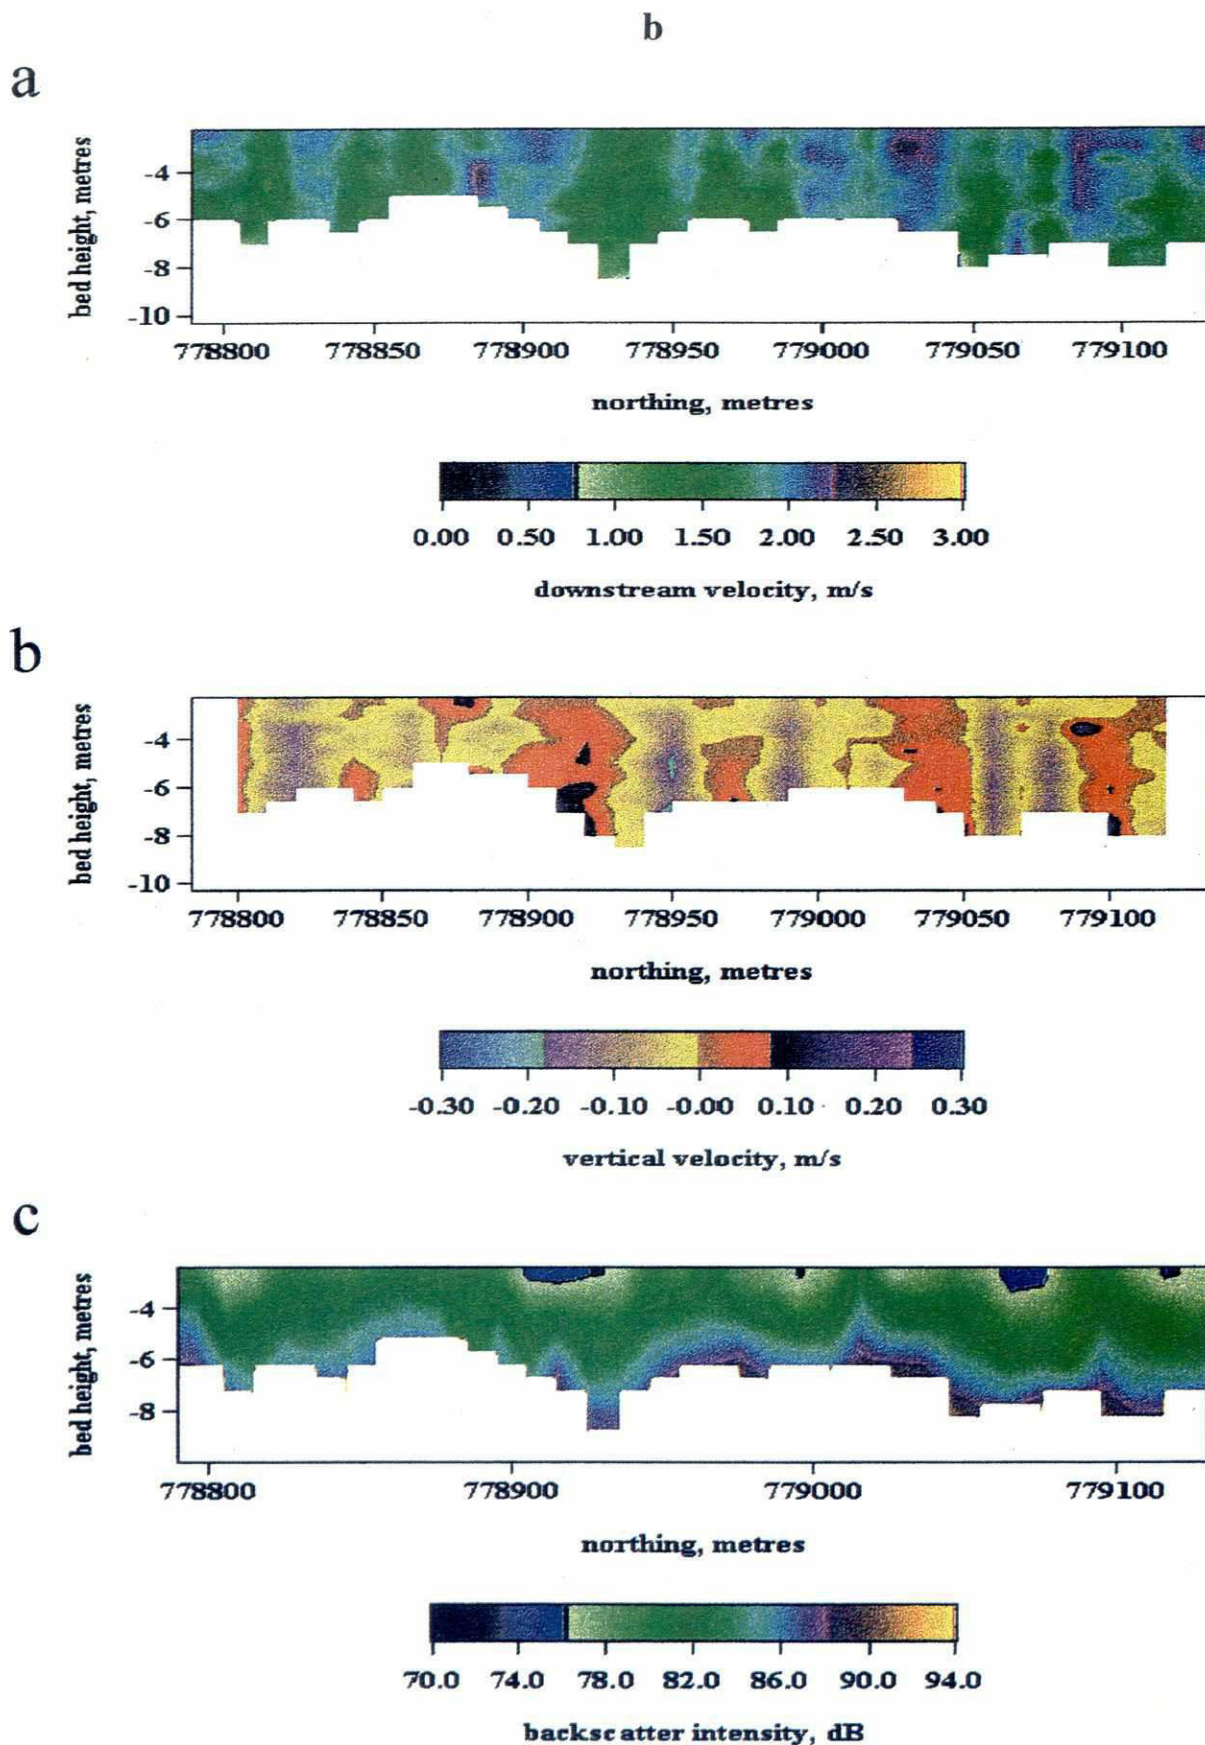 b
a
bed height, metres
-4
-6
-8
-10
778800 778850 778900 778950 779000 779050 779100
northing, metres
0.00 0.50 1.00 1.50 2.00 2.50 3.00
downstream velocity, m/s
b
bed height, metres
-4
-6
-8
-10
778800 778850 778900 778950 779000 779050 779100
northing, metres
-0.30 -0.20 -0.10 -0.00 0.10 0.20 0.30
vertical velocity, m/s
c
bed height, metres
-4
-6
-8
778800 778900 779000 779100
northing, metres
70.0 74.0 78.0 82.0 86.0 90.0 94.0
backscatter intensity, dB